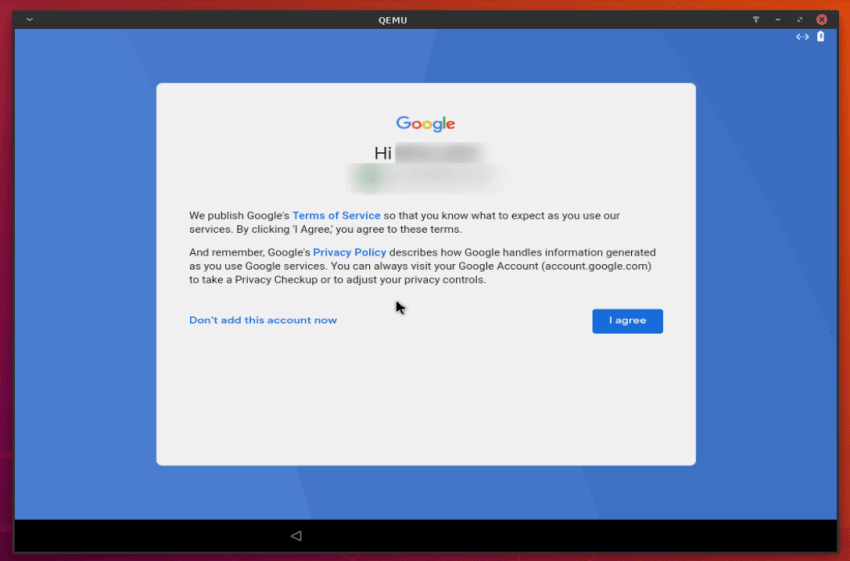 QEMU
Google
Hi
We publish Google's Terms of Service so that you know what to expect as you use our
services. By clicking 'I Agree,' you agree to these terms.
And remember, Google's Privacy Policy describes how Google handles information generated
as you use Google services. You can always visit your Google Account (account.google.com)
to take a Privacy Checkup or to adjust your privacy controls.
Don't add this account now
I agree